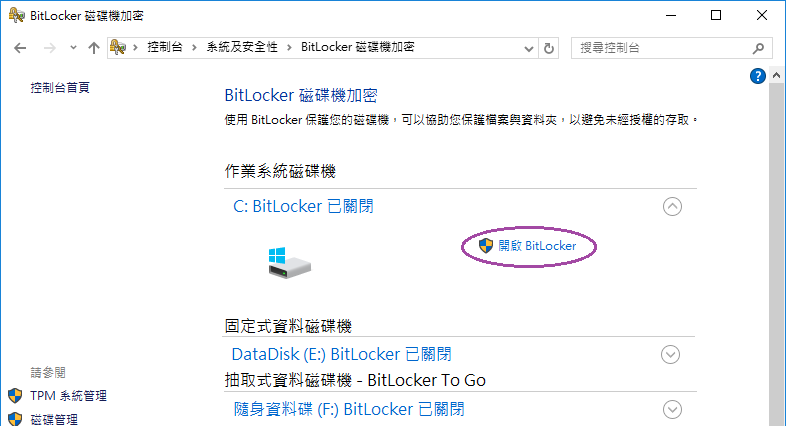 BitLocker 磁碟機加密
控制台 › 系統及安全性 › BitLocker 磁碟機加密
搜尋控制台
控制台首頁
BitLocker 磁碟機加密
使用 BitLocker 保護您的磁碟機，可以協助您保護檔案與資料夾，以避免未經授權的存取。
作業系統磁碟機
C: BitLocker 已關閉
開啟 BitLocker
固定式資料磁碟機
DataDisk (E:) BitLocker 已關閉
抽取式資料磁碟機 - BitLocker To Go
隨身資料碟 (F:) BitLocker 已關閉
請參閱
TPM 系統管理
磁碟管理